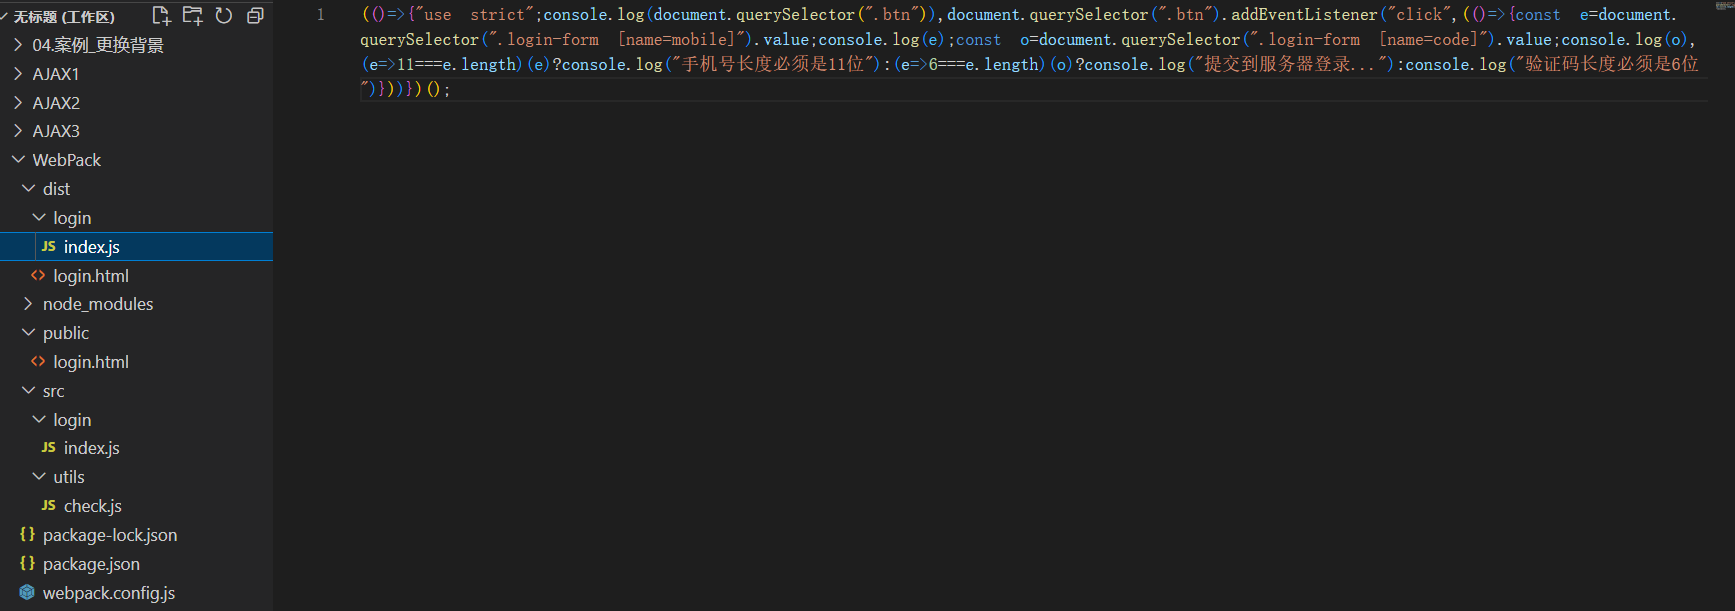 无标题 (工作区)
04.案例_更换背景
AJAX1
AJAX2
AJAX3
WebPack
dist
login
JS index.js
<> login.html
node_modules
public
<> login.html
src
login
JS index.js
utils
JS check.js
{} package-lock.json
{} package.json
webpack.config.js
1
(()=>{"use strict";console.log(document.querySelector(".btn")),document.querySelector(".btn").addEventListener("click",(()=>{const e=document.
querySelector(".login-form [name=mobile]").value;console.log(e);const o=document.querySelector(".login-form [name=code]").value;console.log(o),
(e=>11===e.length)(e)?console.log("手机号长度必须是11位"):(e=>6===e.length)(o)?console.log("提交到服务器登录..."):console.log("验证码长度必须是6位
")}))})();